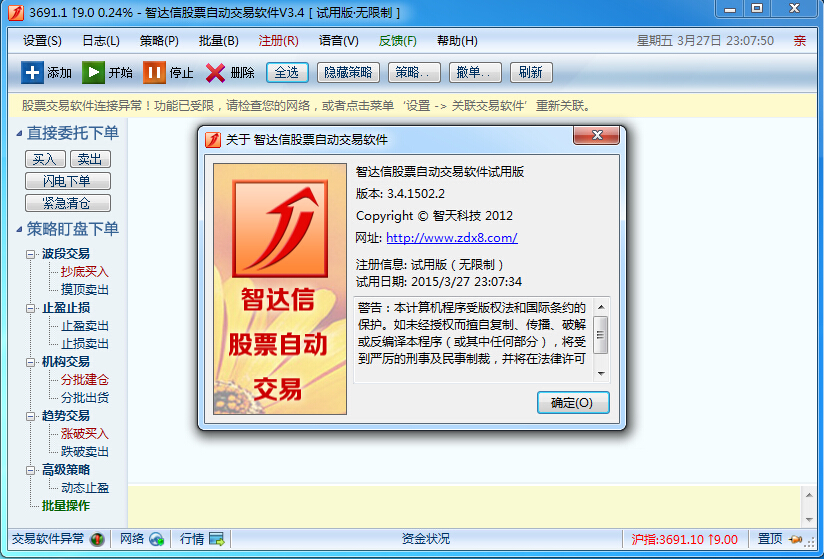 3691.1 ↑9.0 0.24% - 智达信股票自动交易软件V3.4 [ 试用版·无限制 ]
设置(S) 日志(L) 策略(P) 批量(B) 注册(R) 语音(V) 反馈(F) 帮助(H) 星期五 3月27日 23:07:50 亲
添加 开始 停止 删除 全选 隐藏策略 策略.. 撤单.. 刷新
股票交易软件连接异常！功能已受限，请检查您的网络，或者点击菜单‘设置 -> 关联交易软件’重新关联。
直接委托下单
买入 卖出
闪电下单
紧急清仓
策略盯盘下单
波段交易
抄底买入
摸顶卖出
止盈止损
止盈卖出
止损卖出
机构交易
分批建仓
分批出货
趋势交易
涨破买入
跌破卖出
高级策略
动态止盈
批量操作
关于 智达信股票自动交易软件
智达信
股票自动
交易
智达信股票自动交易软件试用版
版本: 3.4.1502.2
Copyright © 智天科技 2012
网址: http://www.zdx8.com/
注册信息: 试用版（无限制）
试用日期: 2015/3/27 23:07:34
警告：本计算机程序受版权法和国际条约的
保护。如未经授权而擅自复制、传播、破解
或反编译本程序（或其中任何部分），将受
到严厉的刑事及民事制裁，并将在法律许可
确定(O)
交易软件异常 网络 行情 资金状况 沪指:3691.10 ↑9.00 置顶